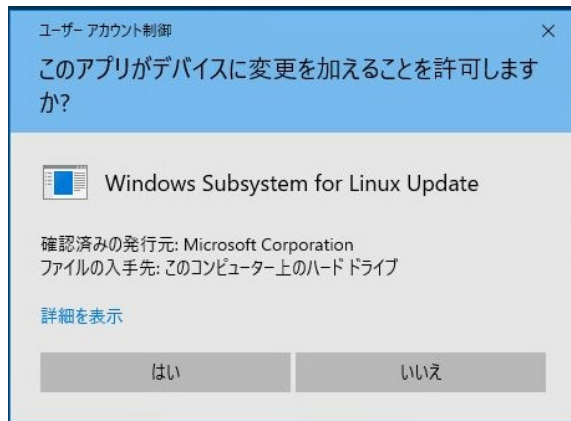 ユーザー アカウント制御
このアプリがデバイスに変更を加えることを許可します
か?
Windows Subsystem for Linux Update
確認済みの発行元: Microsoft Corporation
ファイルの入手先: このコンピューター上のハード ドライブ
詳細を表示
はい
いいえ